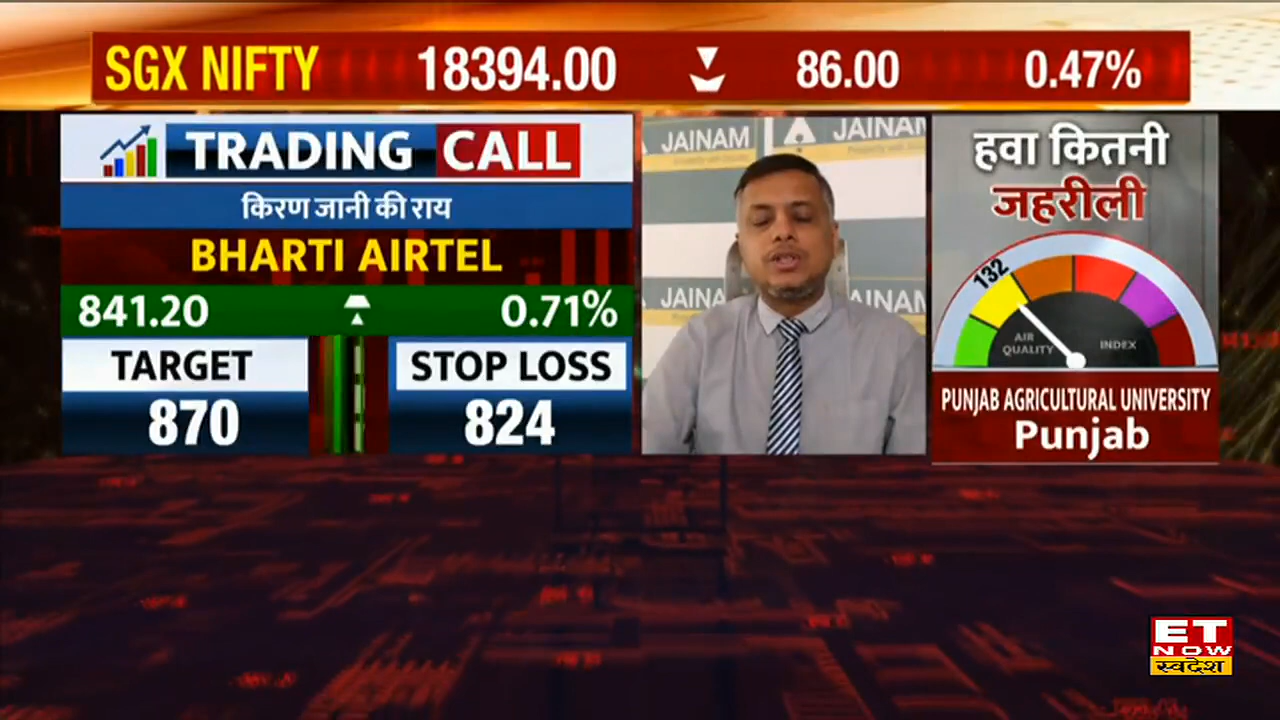 SGX NIFTY 18394.00 86.00 0.47%
TRADING CALL
किरण जानी की राय
BHARTI AIRTEL
841.20 0.71%
TARGET STOP LOSS
870 824
JAINAM JAINAM
JAINA AINAM
हवा कितनी
जहरीली
132
AIR
QUALITY INDEX
PUNJAB AGRICULTURAL UNIVERSITY
Punjab
ET
NOW
स्वदेश